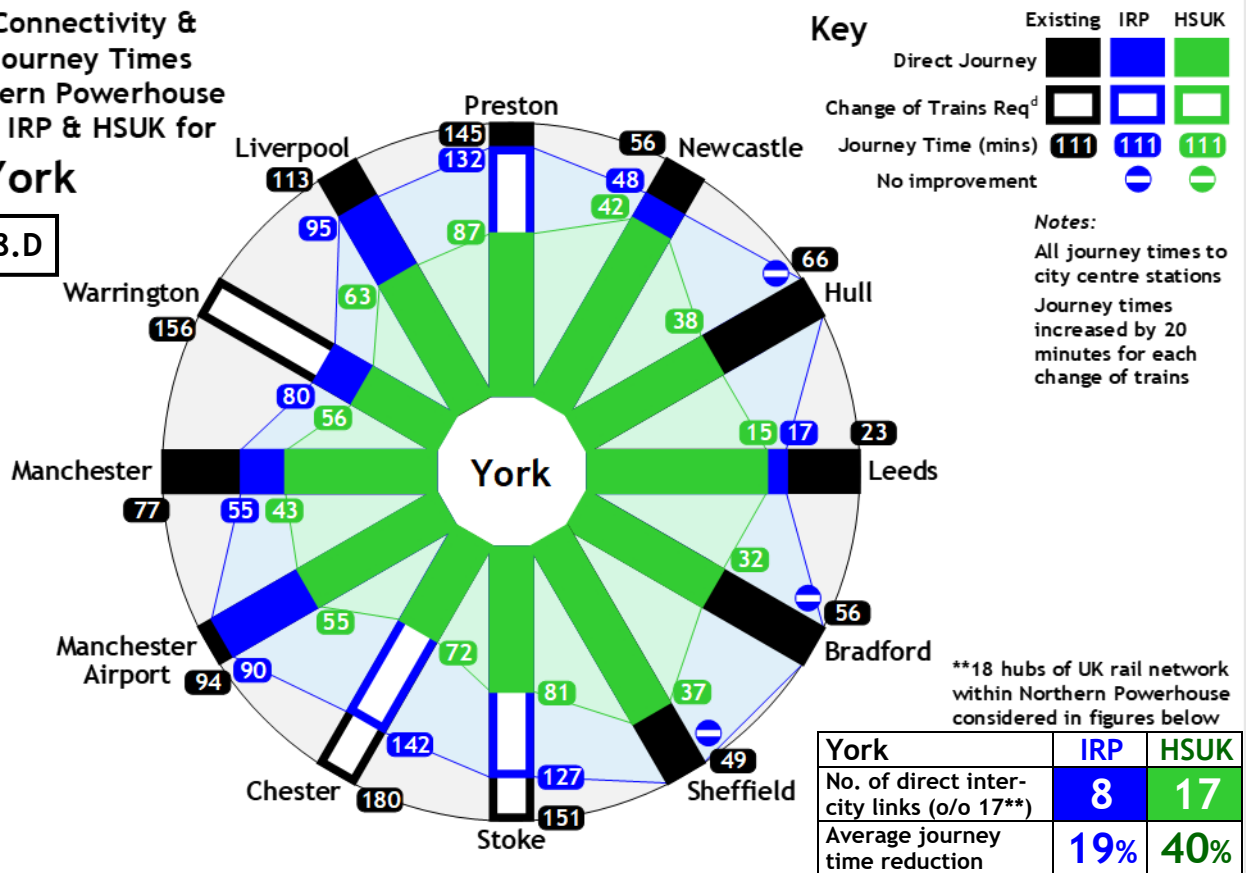 Connectivity &
ourney Times
ern Powerhouse
IRP & HSUK for
York
3.D
Key
Existing IRP HSUK
Direct Journey
Change of Trains Reqd
Journey Time (mins) 111 111 111
No improvement
Notes:
All journey times to
city centre stations
Journey times
increased by 20
minutes for each
change of trains
Preston
145
132
87
Newcastle
56
48
42
Hull
66
38
Leeds
15 17 23
Bradford
32
56
Sheffield
37
49
Stoke
81
127
151
Chester
72
142
180
Manchester
Airport
55
90
94
Manchester
77 55 43
Warrington
156
80
56
Liverpool
113
95
63
York
**18 hubs of UK rail network
within Northern Powerhouse
considered in figures below
York IRP HSUK
No. of direct inter-
city links (o/o 17**) 8 17
Average journey
time reduction 19% 40%